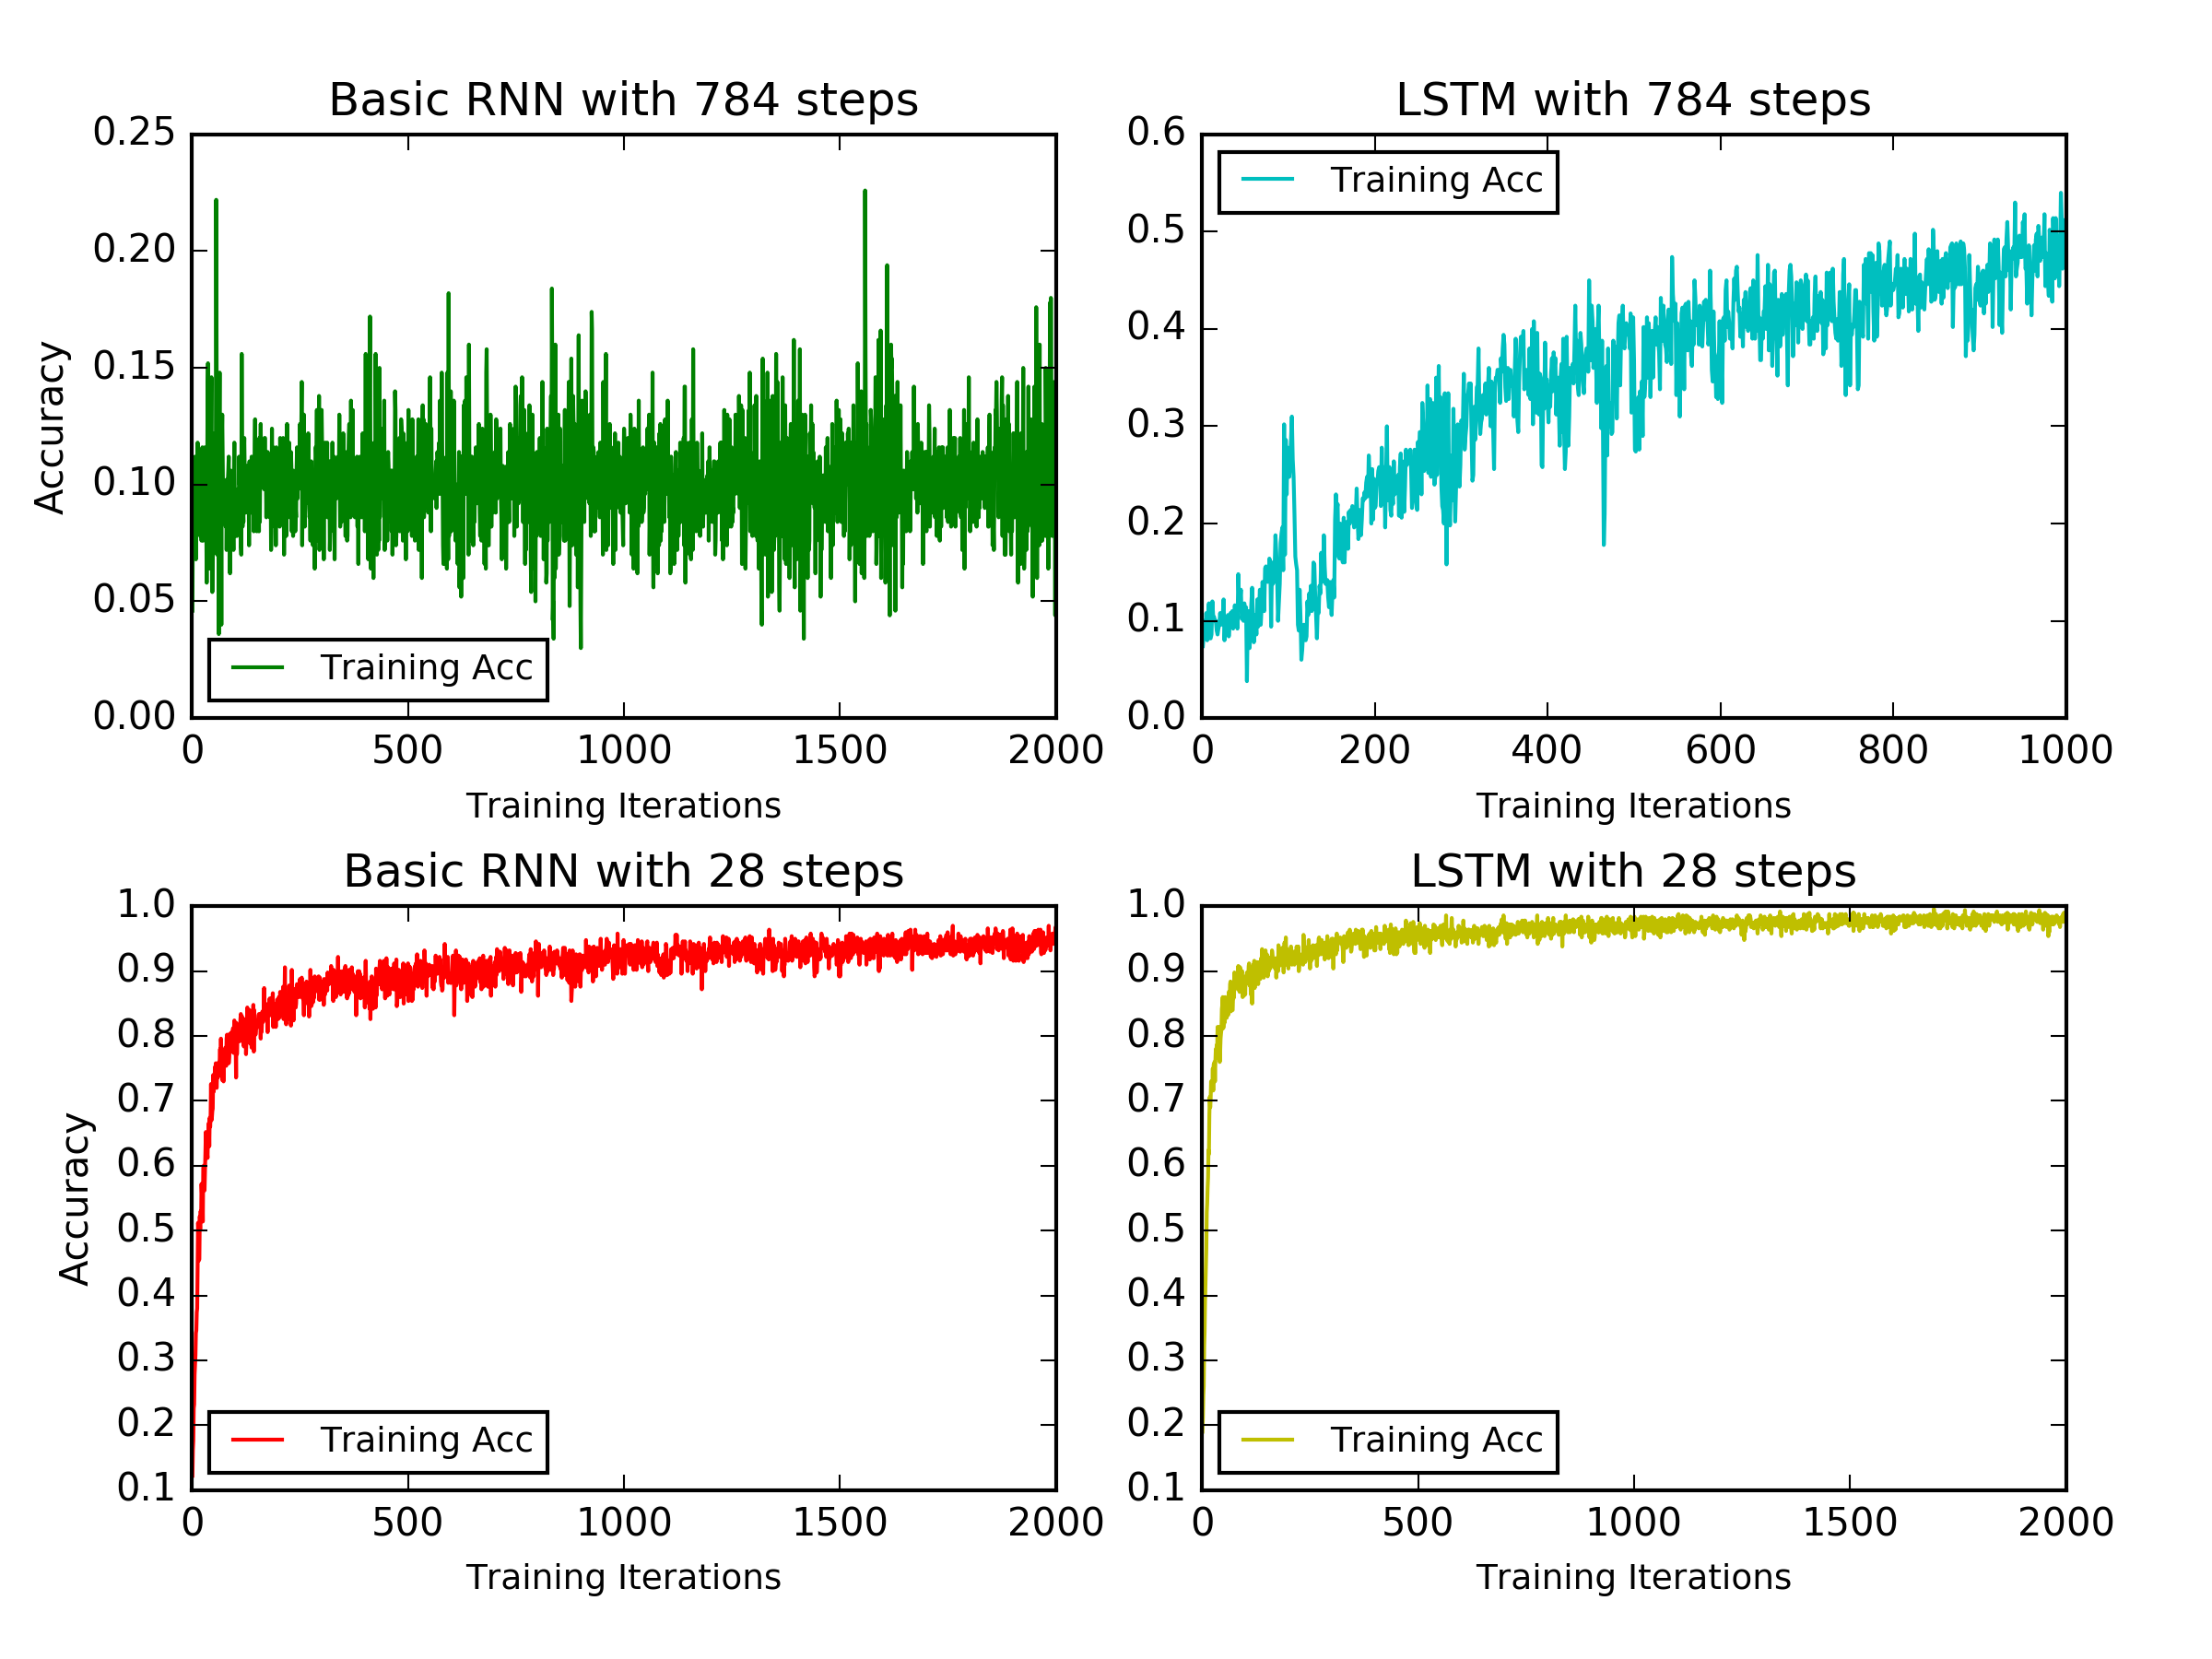 Basic RNN with 784 steps
0.25
0.20
0.15
0.10
0.05
0.00
Accuracy
Training Acc
0 500 1000 1500 2000
Training Iterations
LSTM with 784 steps
0.6
0.5
0.4
0.3
0.2
0.1
0.0
Training Acc
0 200 400 600 800 1000
Training Iterations
Basic RNN with 28 steps
1.0
0.9
0.8
0.7
0.6
0.5
0.4
0.3
0.2
0.1
Accuracy
Training Acc
0 500 1000 1500 2000
Training Iterations
LSTM with 28 steps
1.0
0.9
0.8
0.7
0.6
0.5
0.4
0.3
0.2
0.1
Training Acc
0 500 1000 1500 2000
Training Iterations